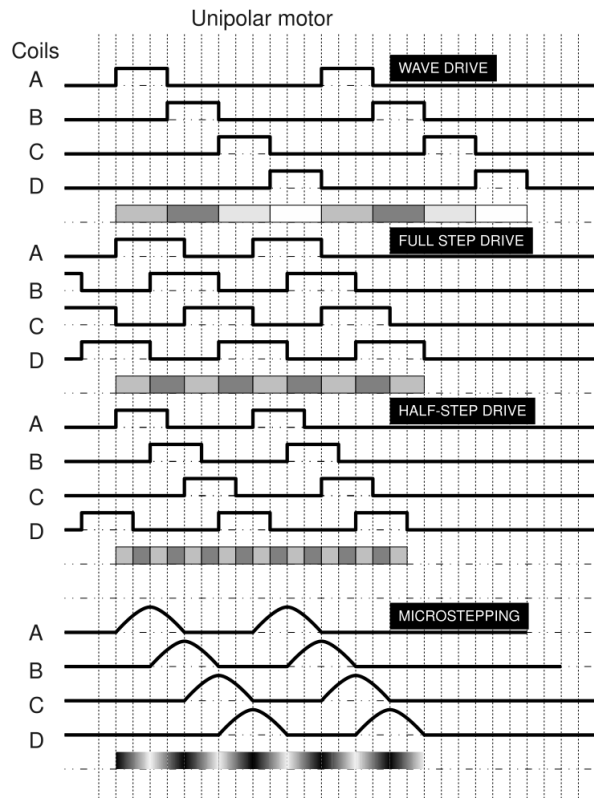 Unipolar motor
Coils
A
WAVE DRIVE
B
C
D
A
FULL STEP DRIVE
B
C
D
A
HALF-STEP DRIVE
B
C
D
MICROSTEPPING
A
B
C
D